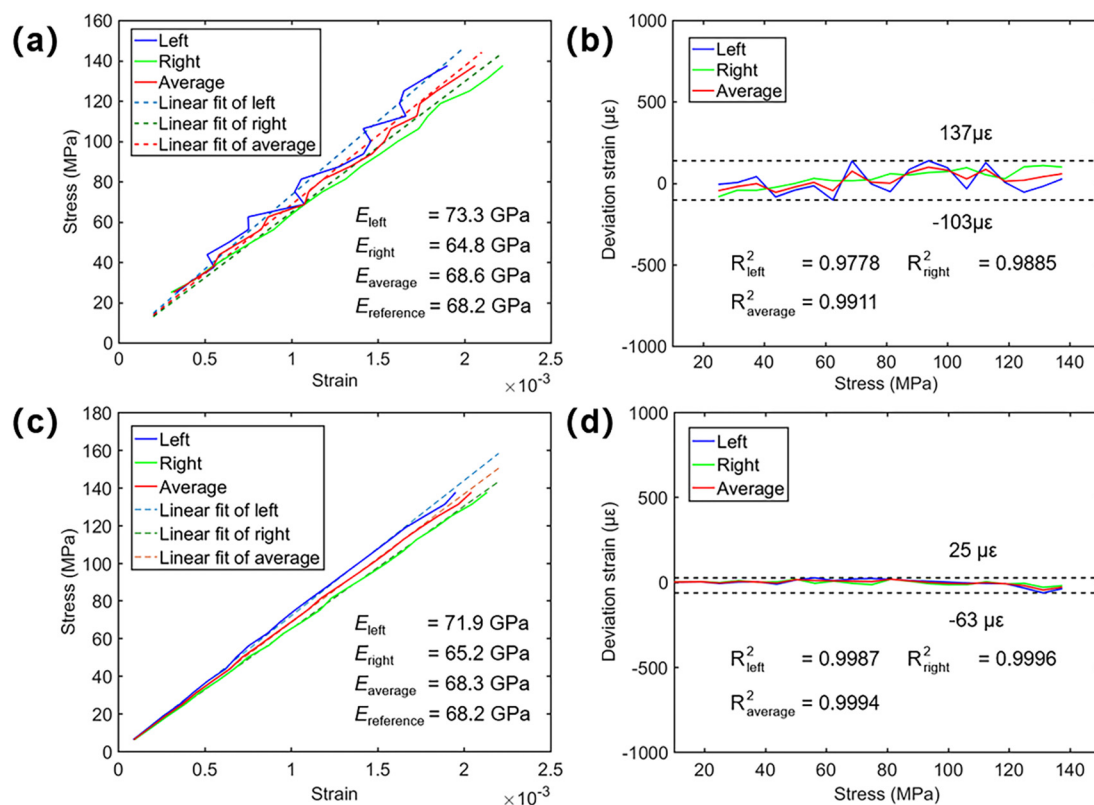 (a)
160
140
120
100
80
60
40
20
0
Stress (MPa)
Left
Right
Average
Linear fit of left
Linear fit of right
Linear fit of average
E_left = 73.3 GPa
E_right = 64.8 GPa
E_average = 68.6 GPa
E_reference = 68.2 GPa
0 0.5 1 1.5 2 2.5
Strain
×10⁻³
(b)
1000
500
0
-500
-1000
Deviation strain (με)
Left
Right
Average
137με
-103με
R²_left = 0.9778 R²_right = 0.9885
R²_average = 0.9911
20 40 60 80 100 120 140
Stress (MPa)
(c)
180
160
140
120
100
80
60
40
20
0
Stress (MPa)
Left
Right
Average
Linear fit of left
Linear fit of right
Linear fit of average
E_left = 71.9 GPa
E_right = 65.2 GPa
E_average = 68.3 GPa
E_reference = 68.2 GPa
0 0.5 1 1.5 2 2.5
Strain
×10⁻³
(d)
1000
500
0
-500
-1000
Deviation strain (με)
Left
Right
Average
25 με
-63 με
R²_left = 0.9987 R²_right = 0.9996
R²_average = 0.9994
20 40 60 80 100 120 140
Stress (MPa)